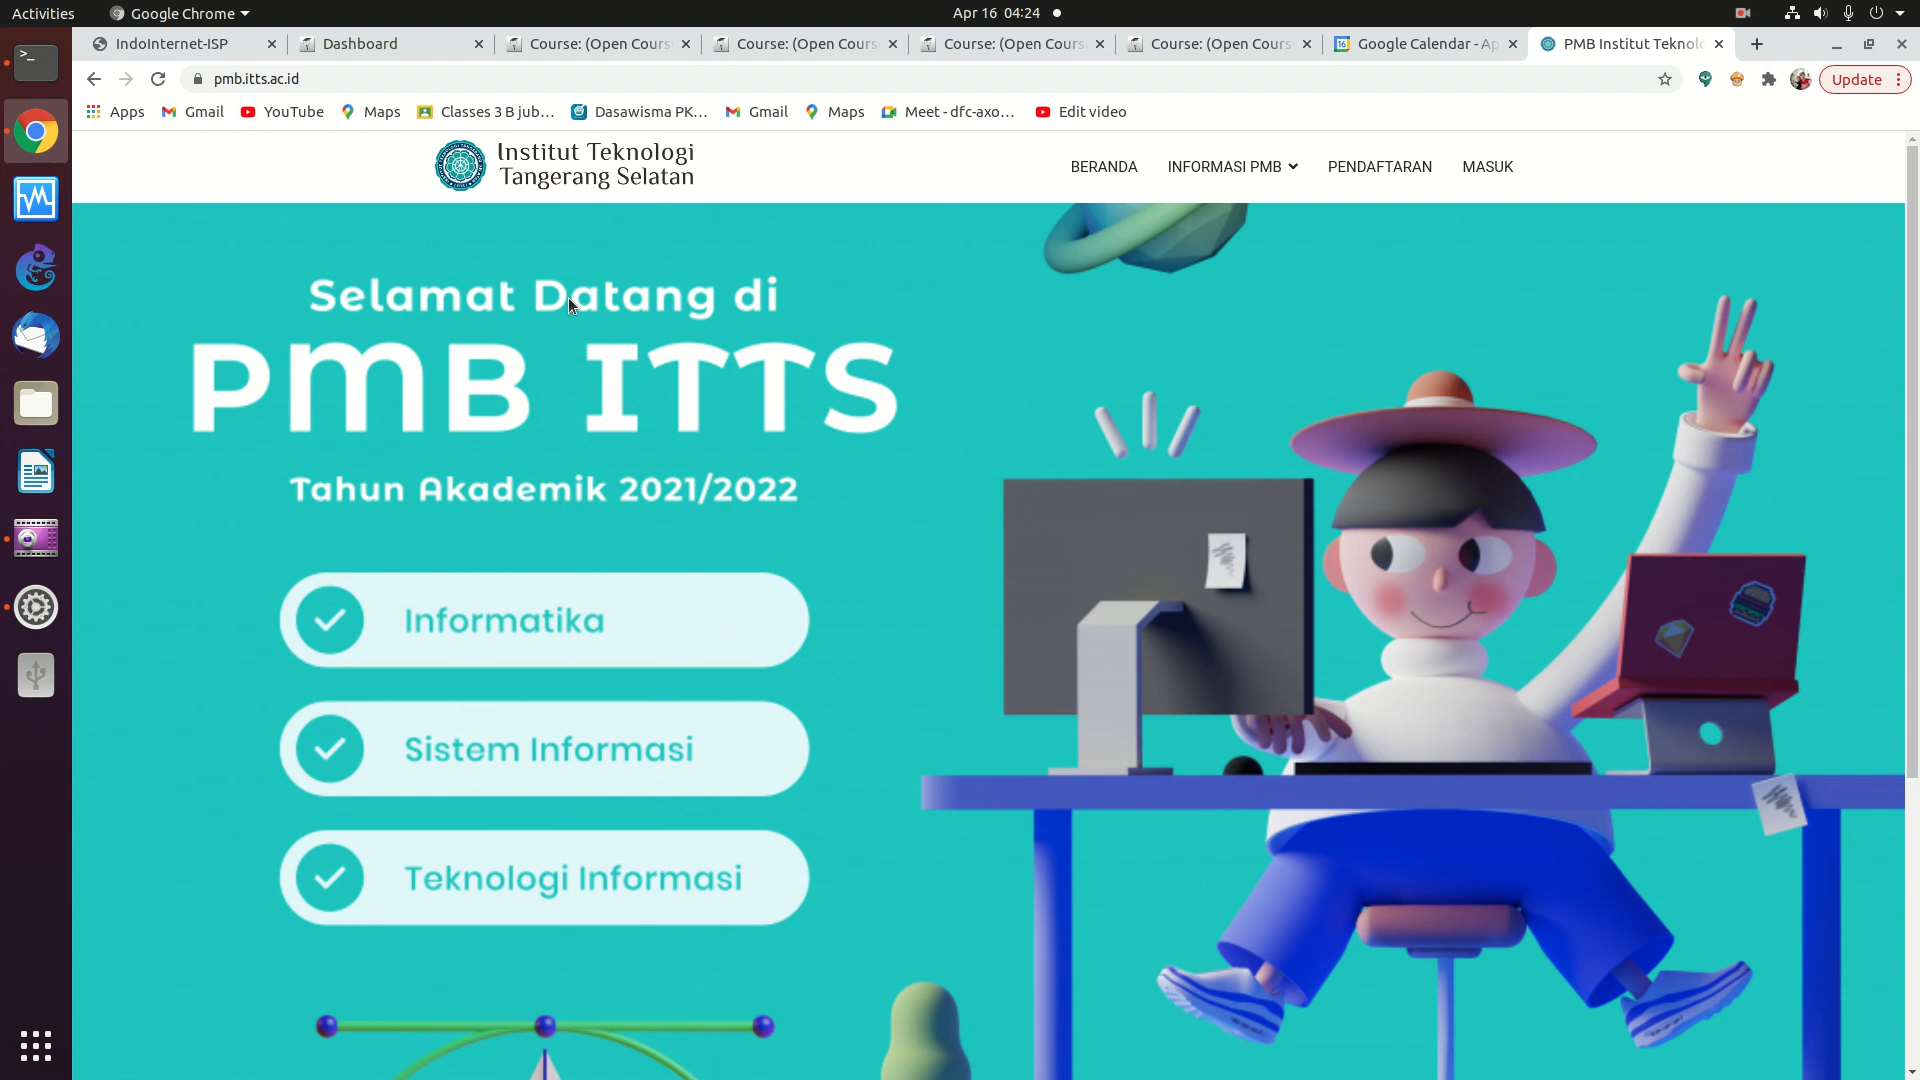 Activities
Google Chrome
Apr 16 04:24
IndoInternet-ISP
Dashboard
Course: (Open Cours
Course: (Open Cours
Course: (Open Cours
Course: (Open Cours
Google Calendar - Ap
PMB Institut Teknolo
pmb.itts.ac.id
Update
Apps
Gmail
YouTube
Maps
Classes 3 B jub...
Dasawisma PK...
Gmail
Maps
Meet - dfc-axo...
Edit video
Institut Teknologi
Tangerang Selatan
BERANDA
INFORMASI PMB
PENDAFTARAN
MASUK
Selamat Datang di
PMB ITTS
Tahun Akademik 2021/2022
Informatika
Sistem Informasi
Teknologi Informasi